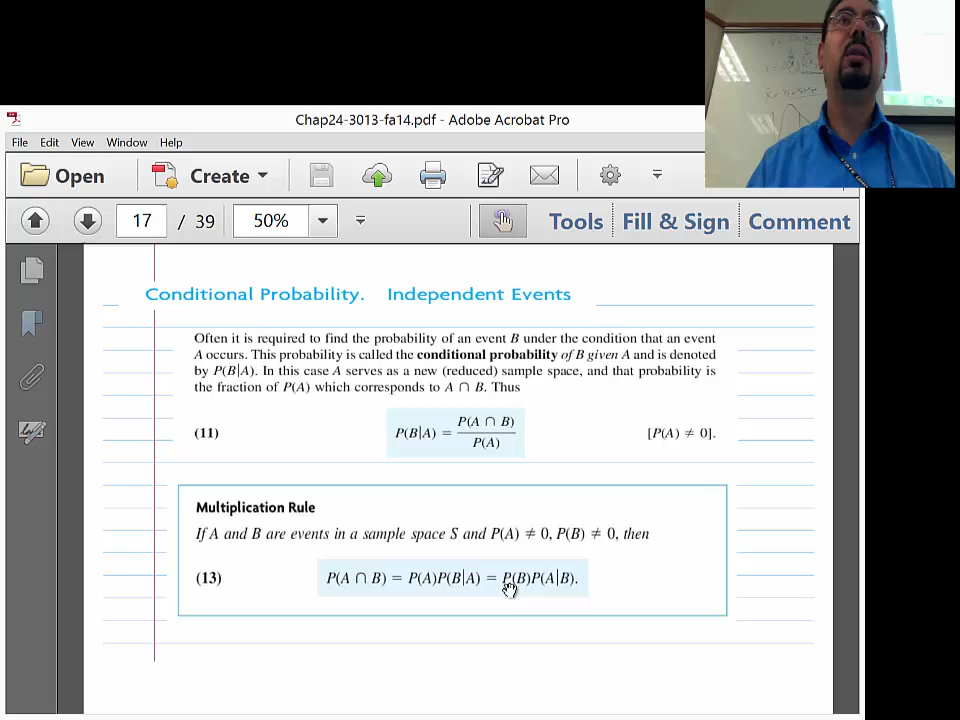 Chap24-3013-fa14.pdf - Adobe Acrobat Pro
File Edit View Window Help
Open Create
17 / 39 50% Tools Fill & Sign Comment
Conditional Probability. Independent Events
Often it is required to find the probability of an event B under the condition that an event
A occurs. This probability is called the conditional probability of B given A and is denoted
by P(B|A). In this case A serves as a new (reduced) sample space, and that probability is
the fraction of P(A) which corresponds to A ∩ B. Thus
(11) P(B|A) = P(A ∩ B) / P(A) [P(A) ≠ 0].
Multiplication Rule
If A and B are events in a sample space S and P(A) ≠ 0, P(B) ≠ 0, then
(13) P(A ∩ B) = P(A)P(B|A) = P(B)P(A|B).